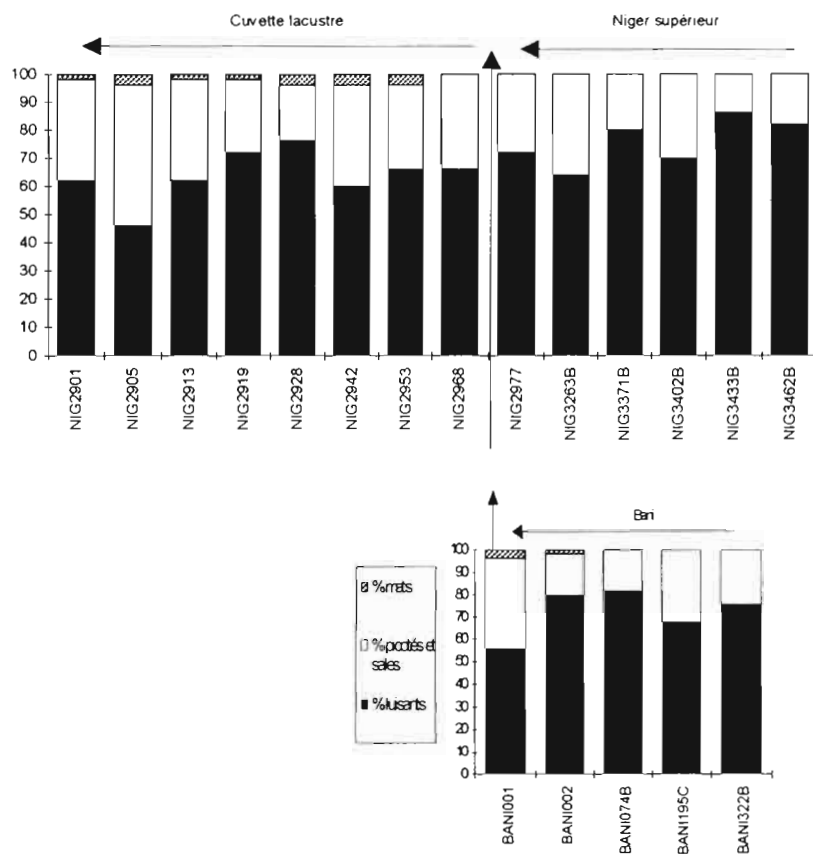 Cuvette lacustre
Niger supérieur
100
90
80
70
60
50
40
30
20
10
0
NIG2901
NIG2905
NIG2913
NIG2919
NIG2928
NIG2942
NIG2953
NIG2968
NIG2977
NIG3263B
NIG3371B
NIG3402B
NIG3433B
NIG3462B
Bani
100
90
80
70
60
50
40
30
20
10
0
% mats
% picotés et
sales
% luisants
BANI001
BANI002
BANI074B
BANI195C
BANI322B